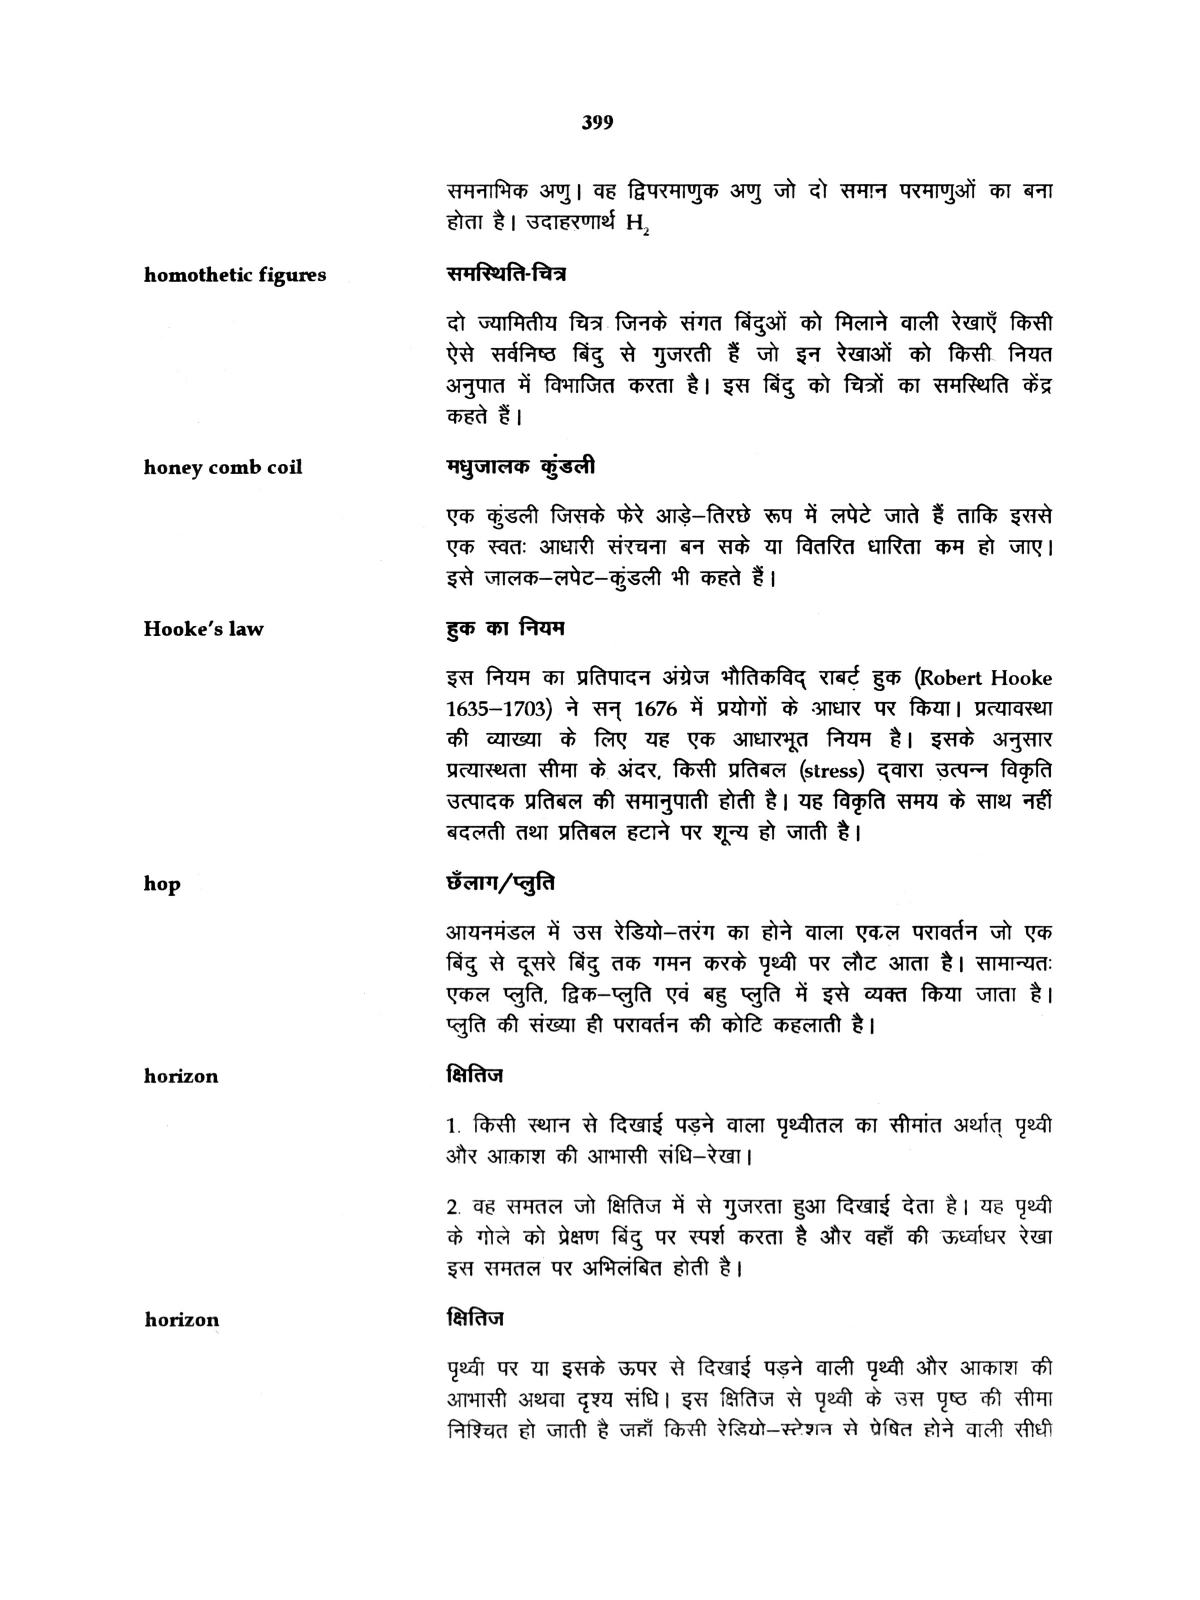 399
समनाभिक अणु। वह द्विपरमाणुक अणु जो दो समान परमाणुओं का बना
होता है। उदाहरणार्थ H₂
homothetic figures समस्थिति-चित्र
दो ज्यामितीय चित्र जिनके संगत बिंदुओं को मिलाने वाली रेखाएँ किसी
ऐसे सर्वनिष्ठ बिंदु से गुजरती हैं जो इन रेखाओं को किसी नियत
अनुपात में विभाजित करता है। इस बिंदु को चित्रों का समस्थिति केंद्र
कहते हैं।
honey comb coil मधुजालक कुंडली
एक कुंडली जिसके फेरे आड़े–तिरछे रूप में लपेटे जाते हैं ताकि इससे
एक स्वतः आधारी संरचना बन सके या वितरित धारिता कम हो जाए।
इसे जालक–लपेट–कुंडली भी कहते हैं।
Hooke's law हुक का नियम
इस नियम का प्रतिपादन अंग्रेज भौतिकविद् राबर्ट हुक (Robert Hooke
1635–1703) ने सन् 1676 में प्रयोगों के आधार पर किया। प्रत्यावस्था
की व्याख्या के लिए यह एक आधारभूत नियम है। इसके अनुसार
प्रत्यास्थता सीमा के अंदर, किसी प्रतिबल (stress) द्वारा उत्पन्न विकृति
उत्पादक प्रतिबल की समानुपाती होती है। यह विकृति समय के साथ नहीं
बदलती तथा प्रतिबल हटाने पर शून्य हो जाती है।
hop छँलाग/प्लुति
आयनमंडल में उस रेडियो–तरंग का होने वाला एकल परावर्तन जो एक
बिंदु से दूसरे बिंदु तक गमन करके पृथ्वी पर लौट आता है। सामान्यतः
एकल प्लुति, द्विक–प्लुति एवं बहु प्लुति में इसे व्यक्त किया जाता है।
प्लुति की संख्या ही परावर्तन की कोटि कहलाती है।
horizon क्षितिज
1. किसी स्थान से दिखाई पड़ने वाला पृथ्वीतल का सीमांत अर्थात् पृथ्वी
और आकाश की आभासी संधि–रेखा।
2. वह समतल जो क्षितिज में से गुजरता हुआ दिखाई देता है। यह पृथ्वी
के गोले को प्रेक्षण बिंदु पर स्पर्श करता है और वहाँ की ऊर्ध्वाधर रेखा
इस समतल पर अभिलंबित होती है।
horizon क्षितिज
पृथ्वी पर या इसके ऊपर से दिखाई पड़ने वाली पृथ्वी और आकाश की
आभासी अथवा दृश्य संधि। इस क्षितिज से पृथ्वी के उस पृष्ठ की सीमा
निश्चित हो जाती है जहाँ किसी रेडियो–स्टेशन से प्रेषित होने वाली सीधी